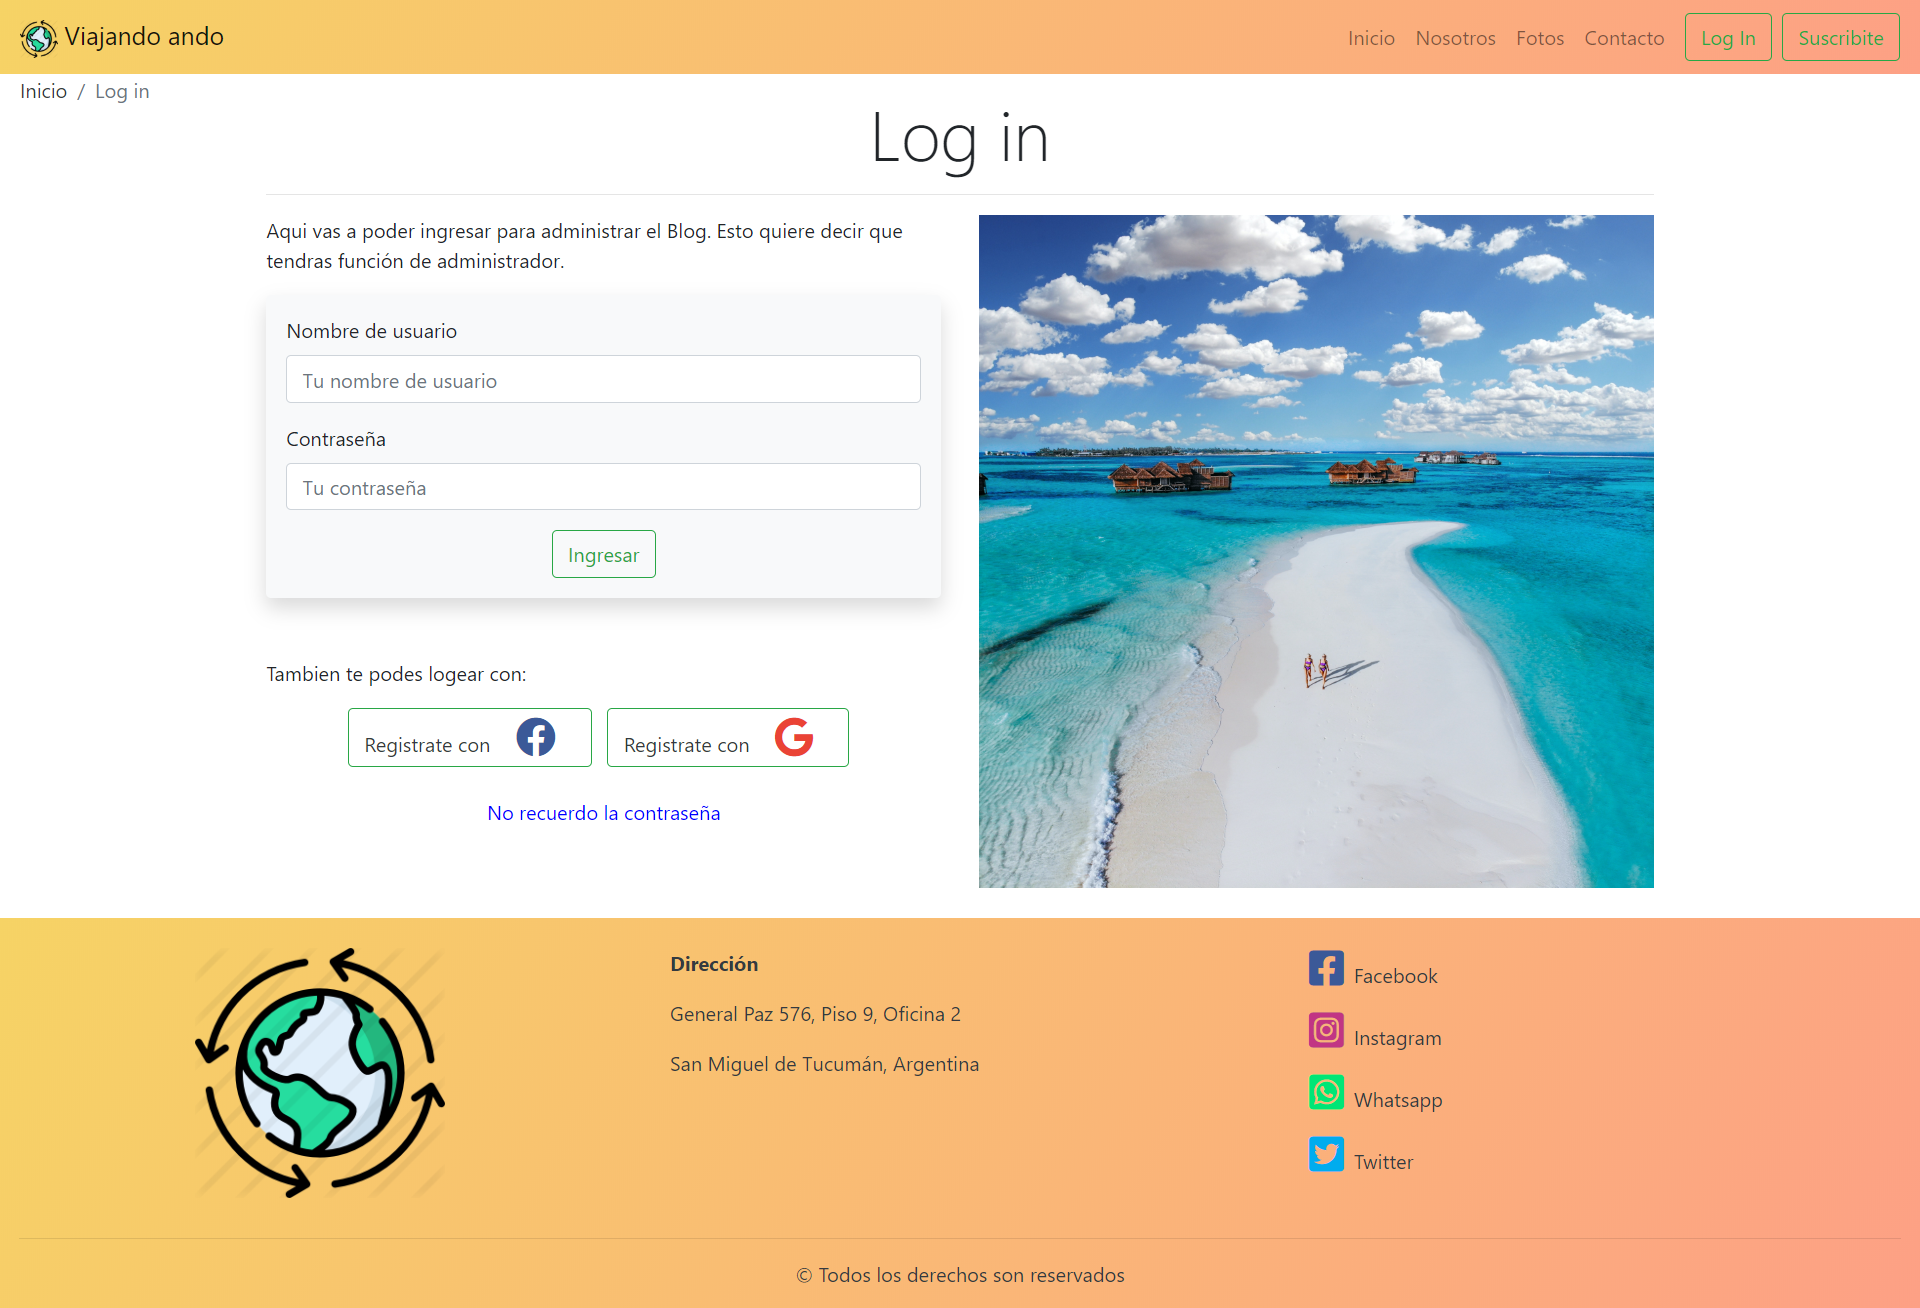 Viajando ando
Inicio
Nosotros
Fotos
Contacto
Log In
Suscribite
Inicio / Log in
Log in
Aqui vas a poder ingresar para administrar el Blog. Esto quiere decir que
tendras función de administrador.
Nombre de usuario
Tu nombre de usuario
Contraseña
Tu contraseña
Ingresar
Tambien te podes logear con:
Registrate con
Registrate con
No recuerdo la contraseña
Dirección
General Paz 576, Piso 9, Oficina 2
San Miguel de Tucumán, Argentina
Facebook
Instagram
Whatsapp
Twitter
© Todos los derechos son reservados